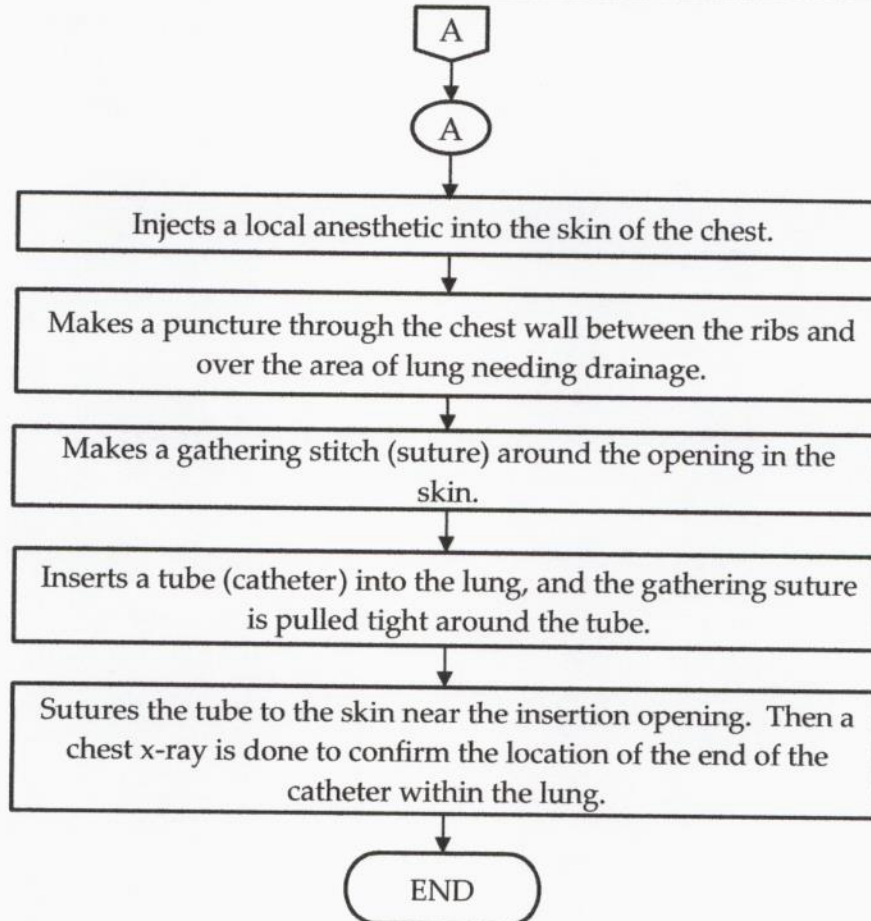 A
A
Injects a local anesthetic into the skin of the chest.
Makes a puncture through the chest wall between the ribs and
over the area of lung needing drainage.
Makes a gathering stitch (suture) around the opening in the
skin.
Inserts a tube (catheter) into the lung, and the gathering suture
is pulled tight around the tube.
Sutures the tube to the skin near the insertion opening. Then a
chest x-ray is done to confirm the location of the end of the
catheter within the lung.
END